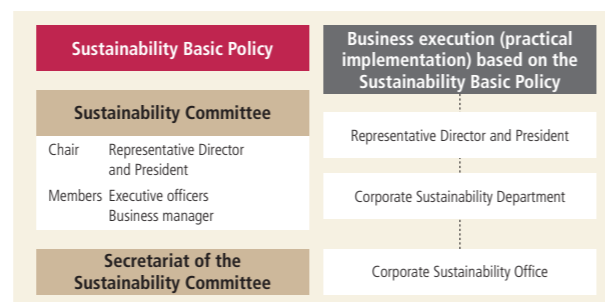 Sustainability Basic Policy
Sustainability Committee
Chair Representative Director
and President
Members Executive officers
Business manager
Secretariat of the
Sustainability Committee
Business execution (practical
implementation) based on the
Sustainability Basic Policy
Representative Director and President
Corporate Sustainability Department
Corporate Sustainability Office